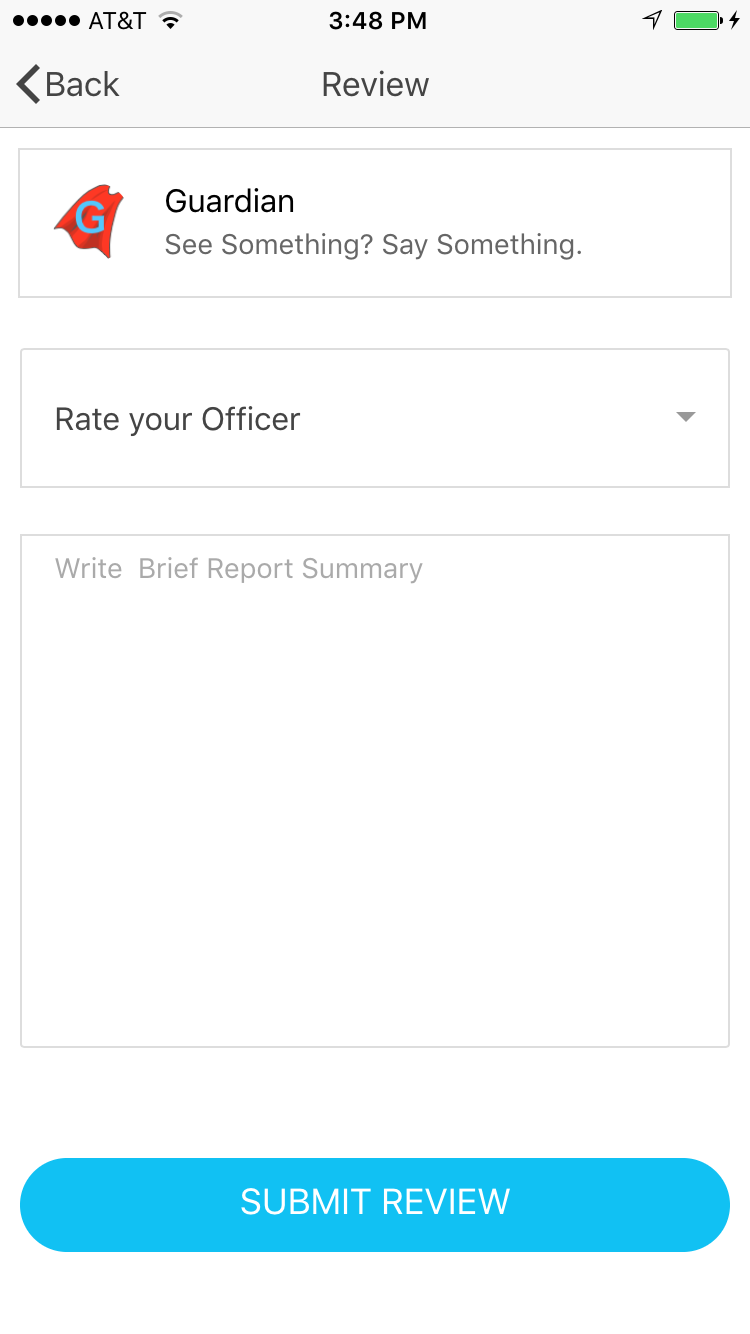 AT&T 3:48 PM
Back Review
G
Guardian
See Something? Say Something.
Rate your Officer
Write  Brief Report Summary
SUBMIT REVIEW